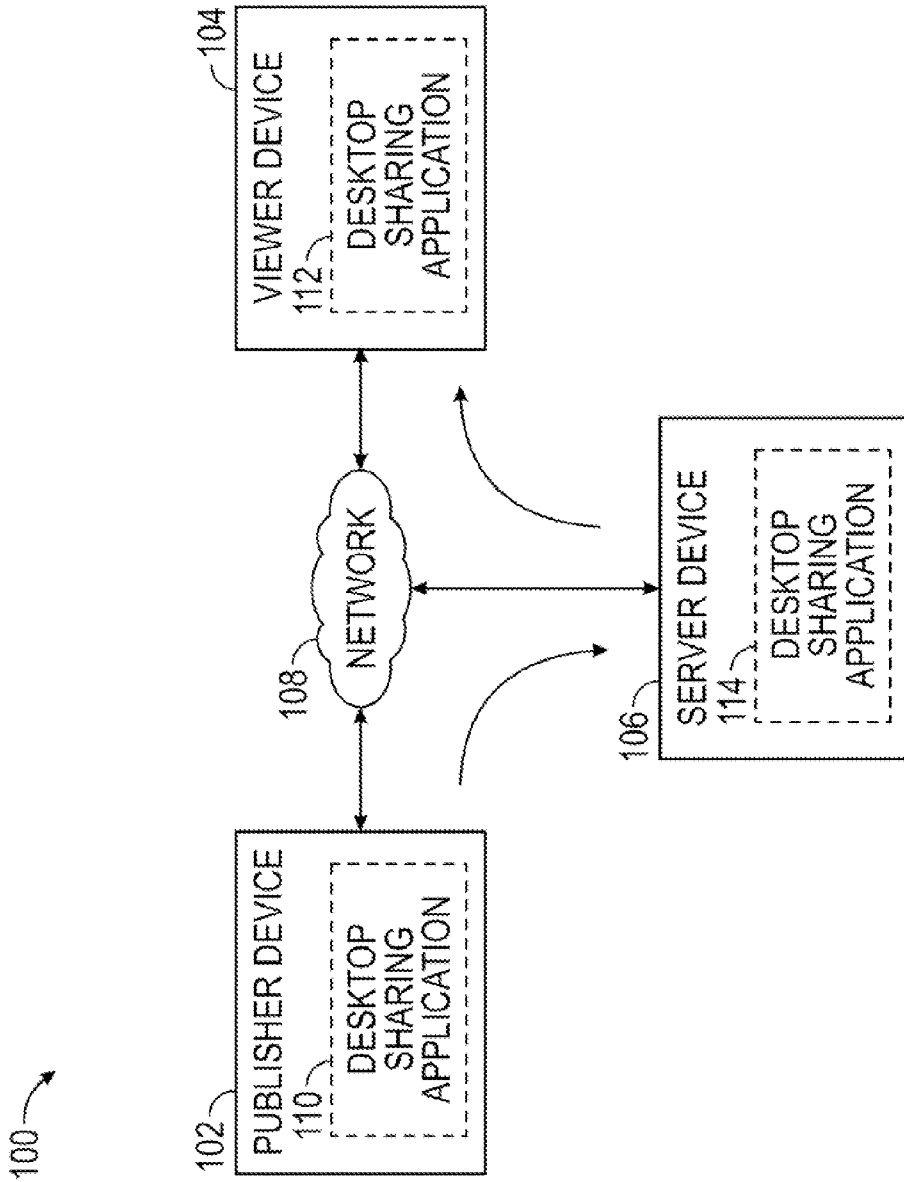 100
102
PUBLISHER DEVICE
110
DESKTOP
SHARING
APPLICATION
108
NETWORK
104
VIEWER DEVICE
112
DESKTOP
SHARING
APPLICATION
106
SERVER DEVICE
114
DESKTOP
SHARING
APPLICATION